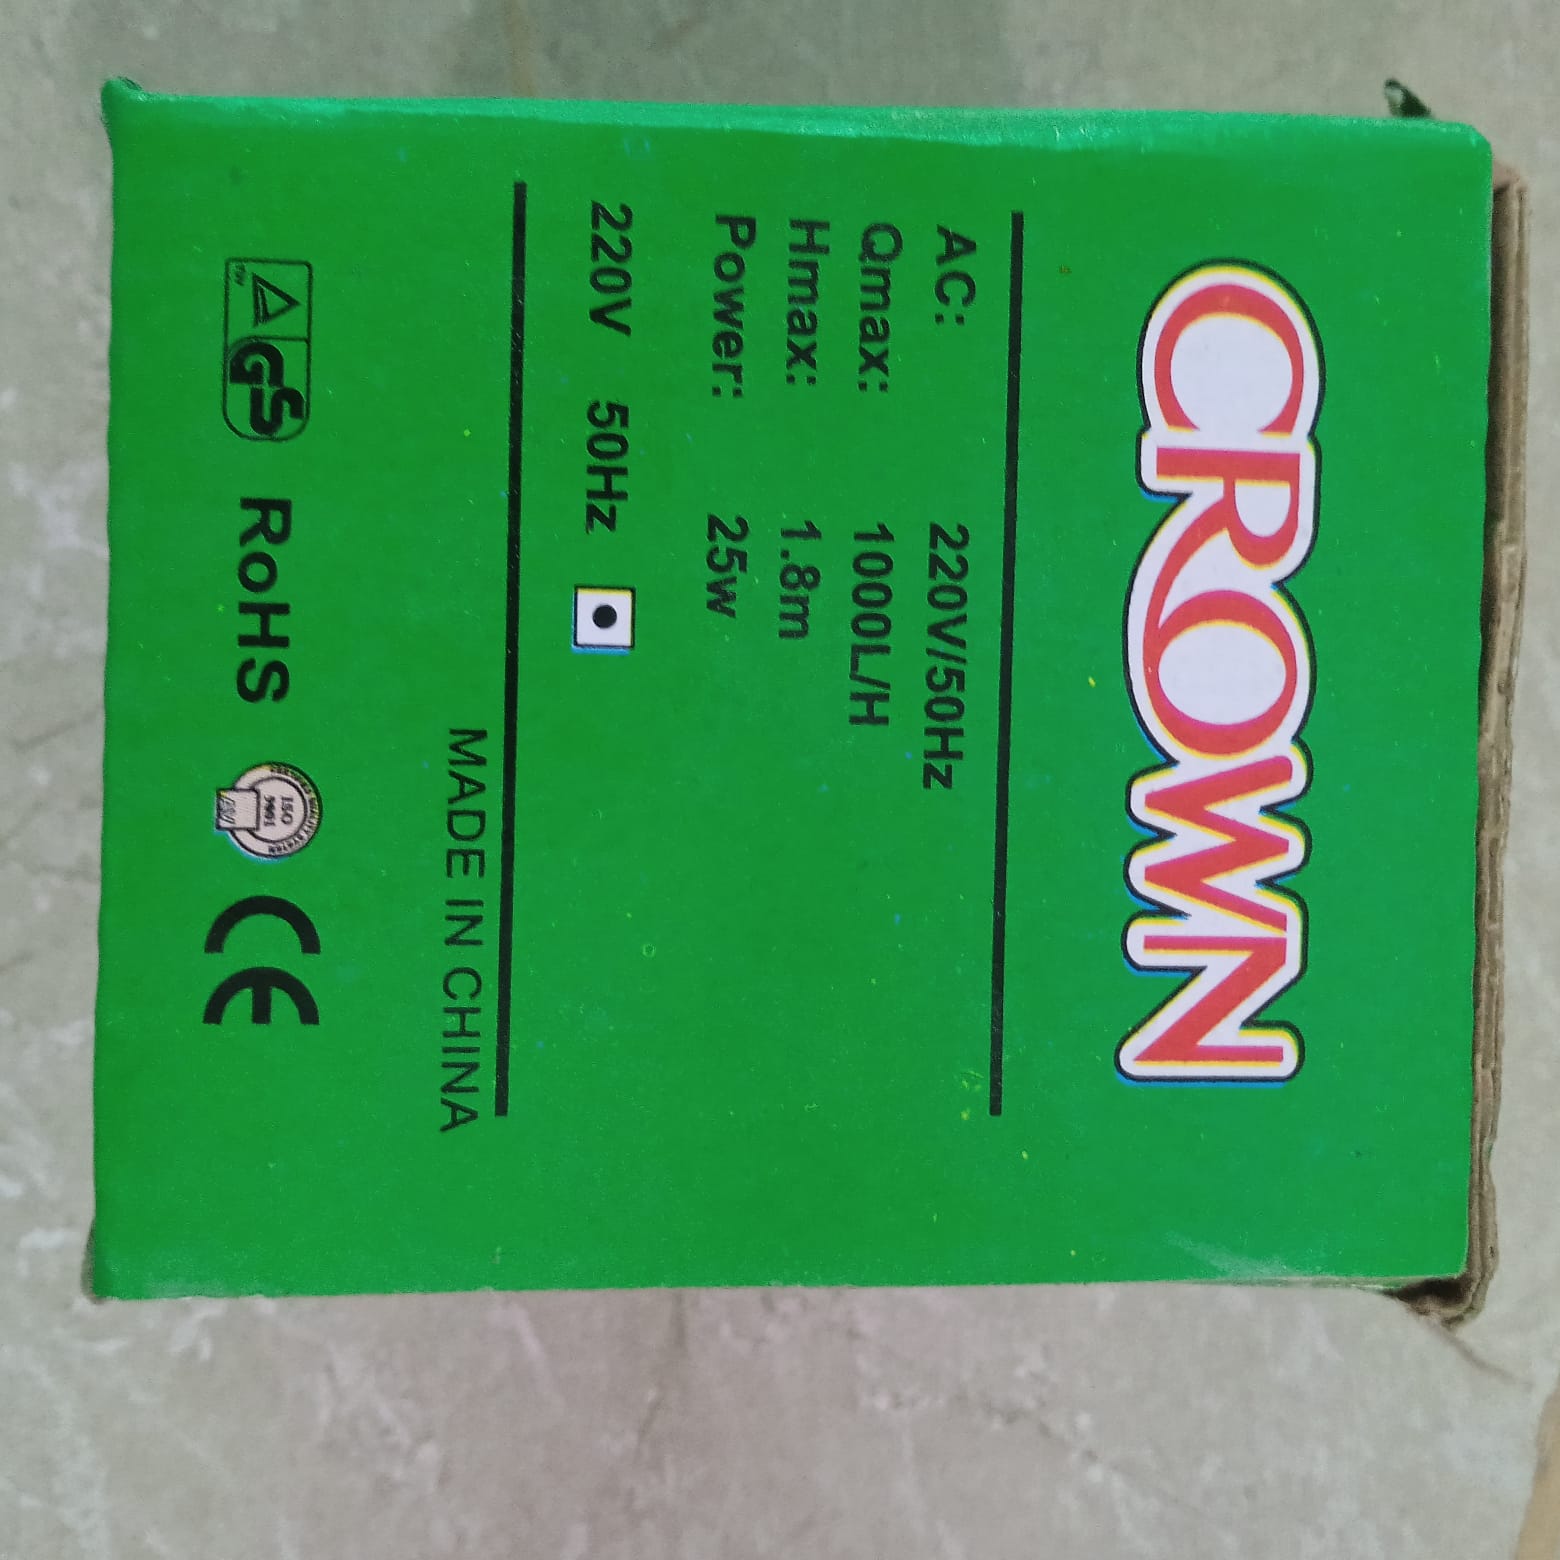 CROWN
AC: 220V/50Hz
Qmax: 1000L/H
Hmax: 1.8m
Power: 25w
220V 50Hz
MADE IN CHINA
GS RoHS ISO 9001 CE